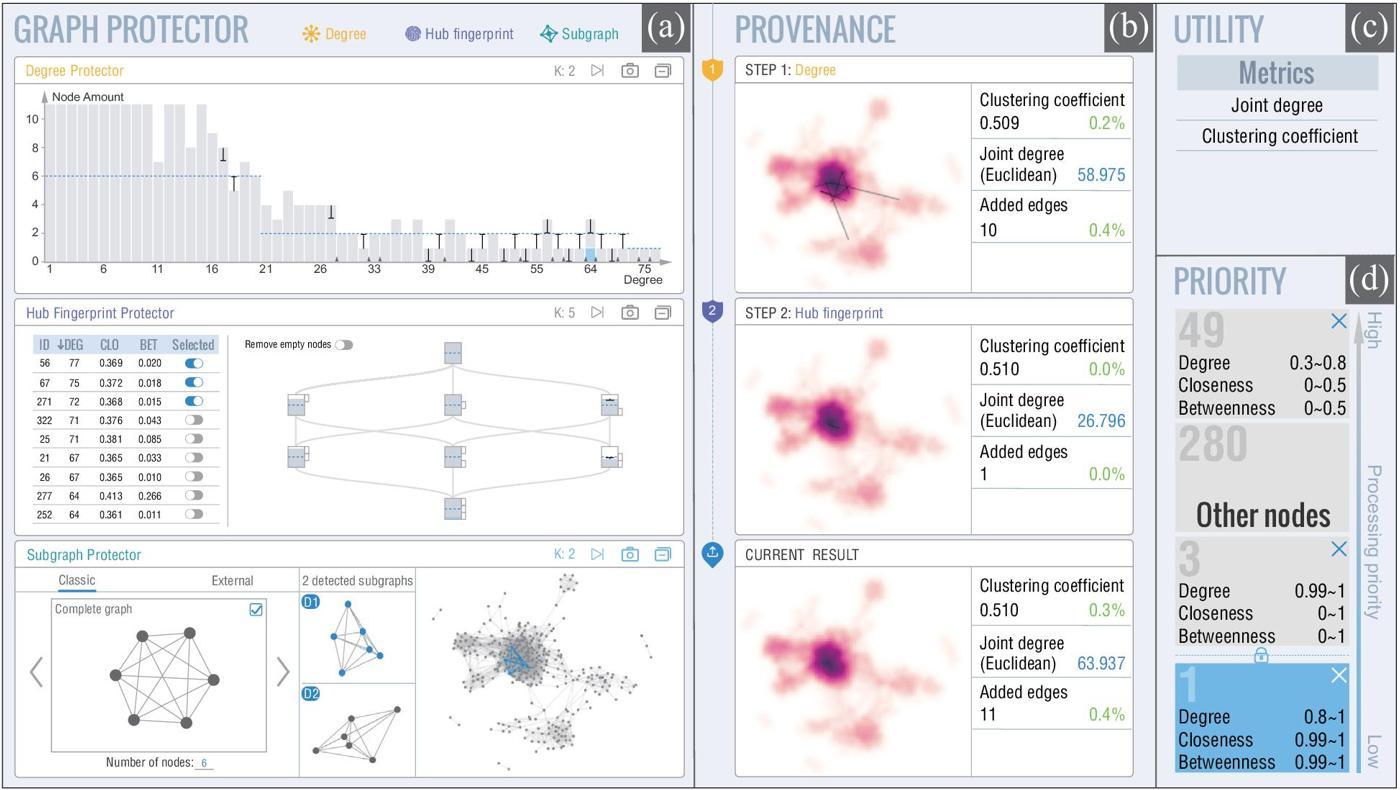 GRAPH PROTECTOR
Degree
Hub fingerprint
Subgraph
(a)
Degree Protector
K: 2
Node Amount
10
8
6
4
2
0
1 6 11 16 21 26 33 39 45 55 64 75
Degree
Hub Fingerprint Protector
K: 5
ID ↓DEG CLO BET Selected
56 77 0.369 0.020
67 75 0.372 0.018
271 72 0.368 0.015
322 71 0.376 0.043
25 71 0.381 0.085
21 67 0.365 0.033
26 67 0.365 0.010
277 64 0.413 0.266
252 64 0.361 0.011
Remove empty nodes
Subgraph Protector
K: 2
Classic
External
Complete graph
Number of nodes: 6
2 detected subgraphs
D1
D2
PROVENANCE
(b)
1
STEP 1: Degree
Clustering coefficient
0.509 0.2%
Joint degree
(Euclidean) 58.975
Added edges
10 0.4%
2
STEP 2: Hub fingerprint
Clustering coefficient
0.510 0.0%
Joint degree
(Euclidean) 26.796
Added edges
1 0.0%
CURRENT RESULT
Clustering coefficient
0.510 0.3%
Joint degree
(Euclidean) 63.937
Added edges
11 0.4%
UTILITY
(c)
Metrics
Joint degree
Clustering coefficient
PRIORITY
(d)
49
Degree 0.3~0.8
Closeness 0~0.5
Betweenness 0~0.5
280
Other nodes
3
Degree 0.99~1
Closeness 0~1
Betweenness 0~1
1
Degree 0.8~1
Closeness 0.99~1
Betweenness 0.99~1
High
Processing priority
Low